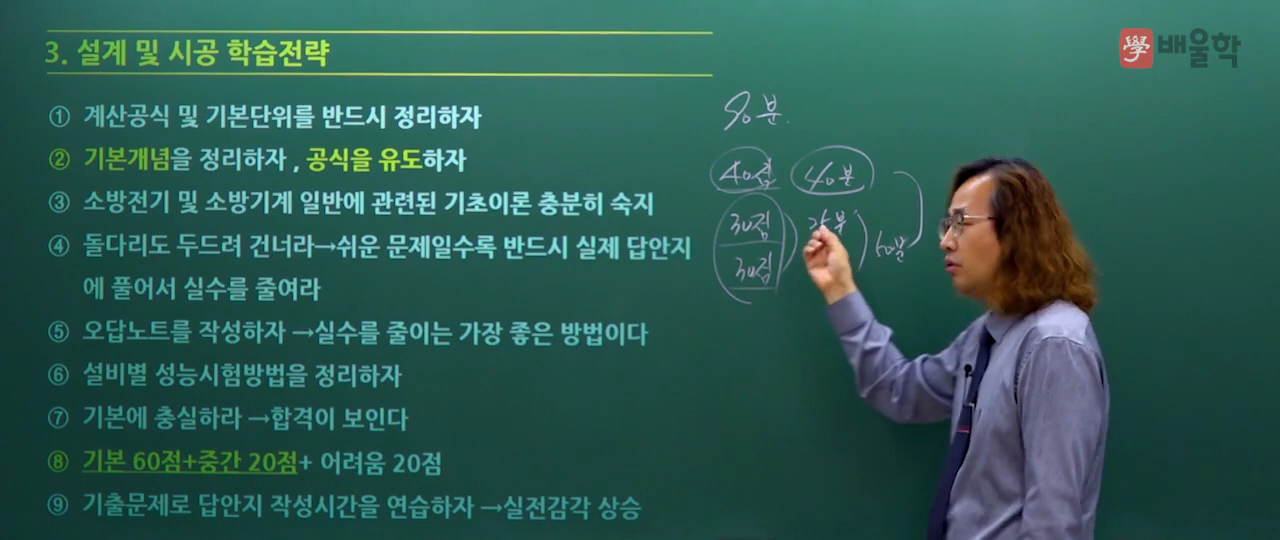 3. 설계 및 시공 학습전략
學 배울학
① 계산공식 및 기본단위를 반드시 정리하자
② 기본개념을 정리하자 , 공식을 유도하자
③ 소방전기 및 소방기계 일반에 관련된 기초이론 충분히 숙지
④ 돌다리도 두드려 건너라→쉬운 문제일수록 반드시 실제 답안지
에 풀어서 실수를 줄여라
⑤ 오답노트를 작성하자 →실수를 줄이는 가장 좋은 방법이다
⑥ 설비별 성능시험방법을 정리하자
⑦ 기본에 충실하라 →합격이 보인다
⑧ 기본 60점+중간 20점+ 어려움 20점
⑨ 기출문제로 답안지 작성시간을 연습하자 →실전감각 상승
90분.
40점 40분
30점
30점